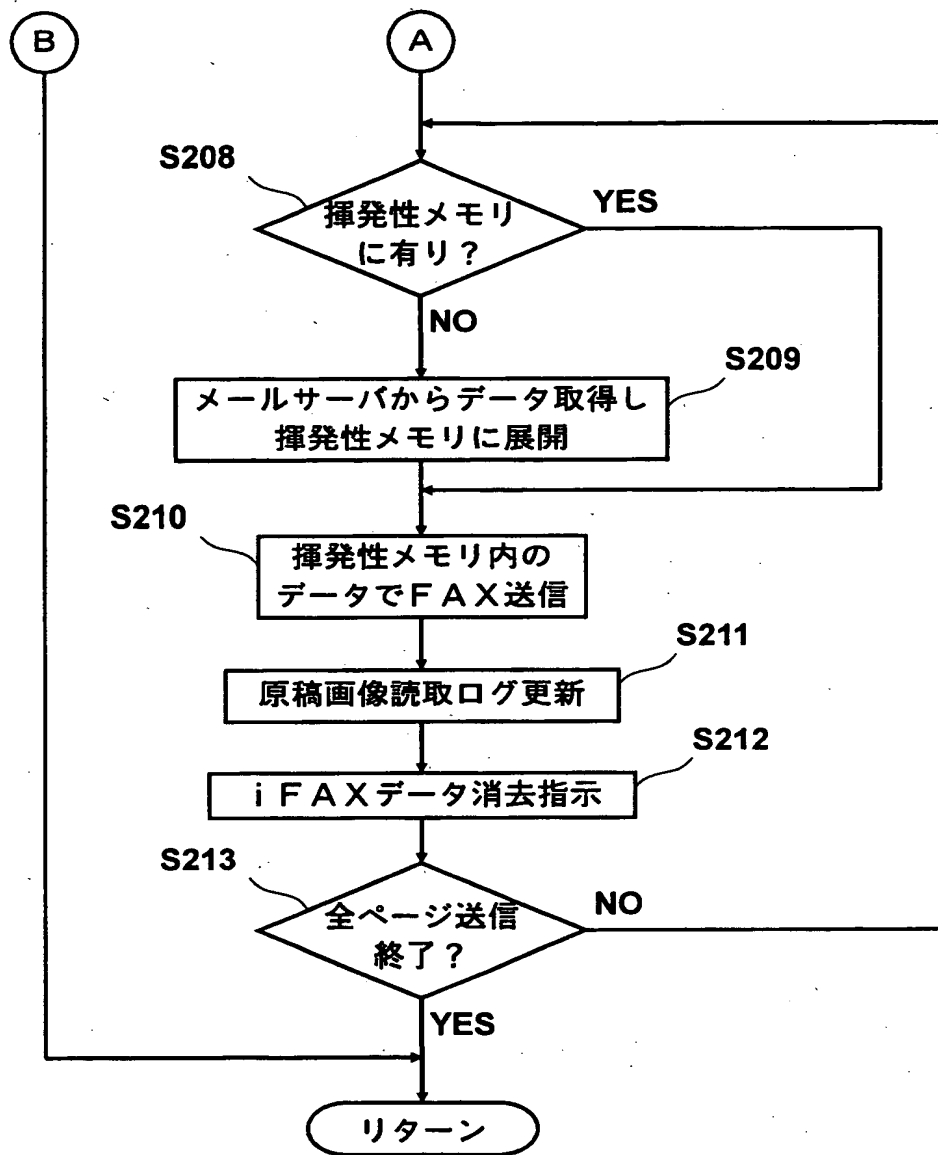 B
A
S208
揮発性メモリ
に有り？
YES
NO
S209
メールサーバからデータ取得し
揮発性メモリに展開
S210
揮発性メモリ内の
データでＦＡＸ送信
S211
原稿画像読取ログ更新
S212
ｉＦＡＸデータ消去指示
S213
全ページ送信
終了？
NO
YES
リターン